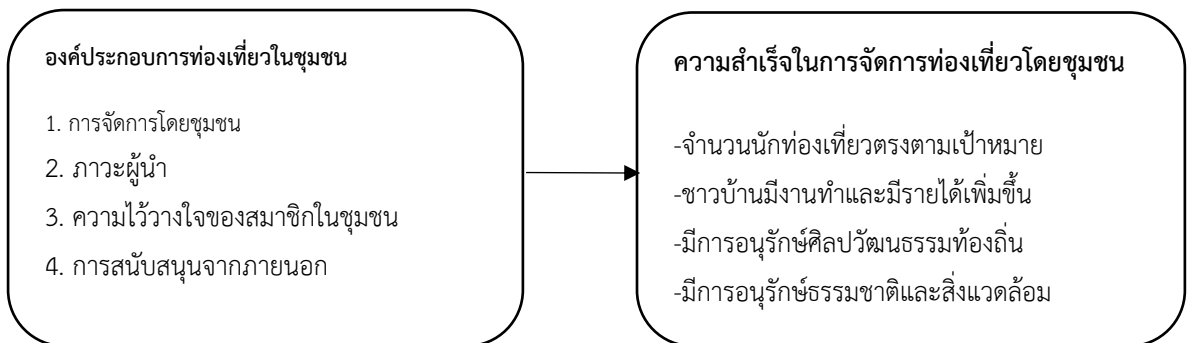 องค์ประกอบการท่องเที่ยวในชุมชน
1. การจัดการโดยชุมชน
2. ภาวะผู้นำ
3. ความไว้วางใจของสมาชิกในชุมชน
4. การสนับสนุนจากภายนอก
ความสำเร็จในการจัดการท่องเที่ยวโดยชุมชน
-จำนวนนักท่องเที่ยวตรงตามเป้าหมาย
-ชาวบ้านมีงานทำและมีรายได้เพิ่มขึ้น
-มีการอนุรักษ์ศิลปวัฒนธรรมท้องถิ่น
-มีการอนุรักษ์ธรรมชาติและสิ่งแวดล้อม